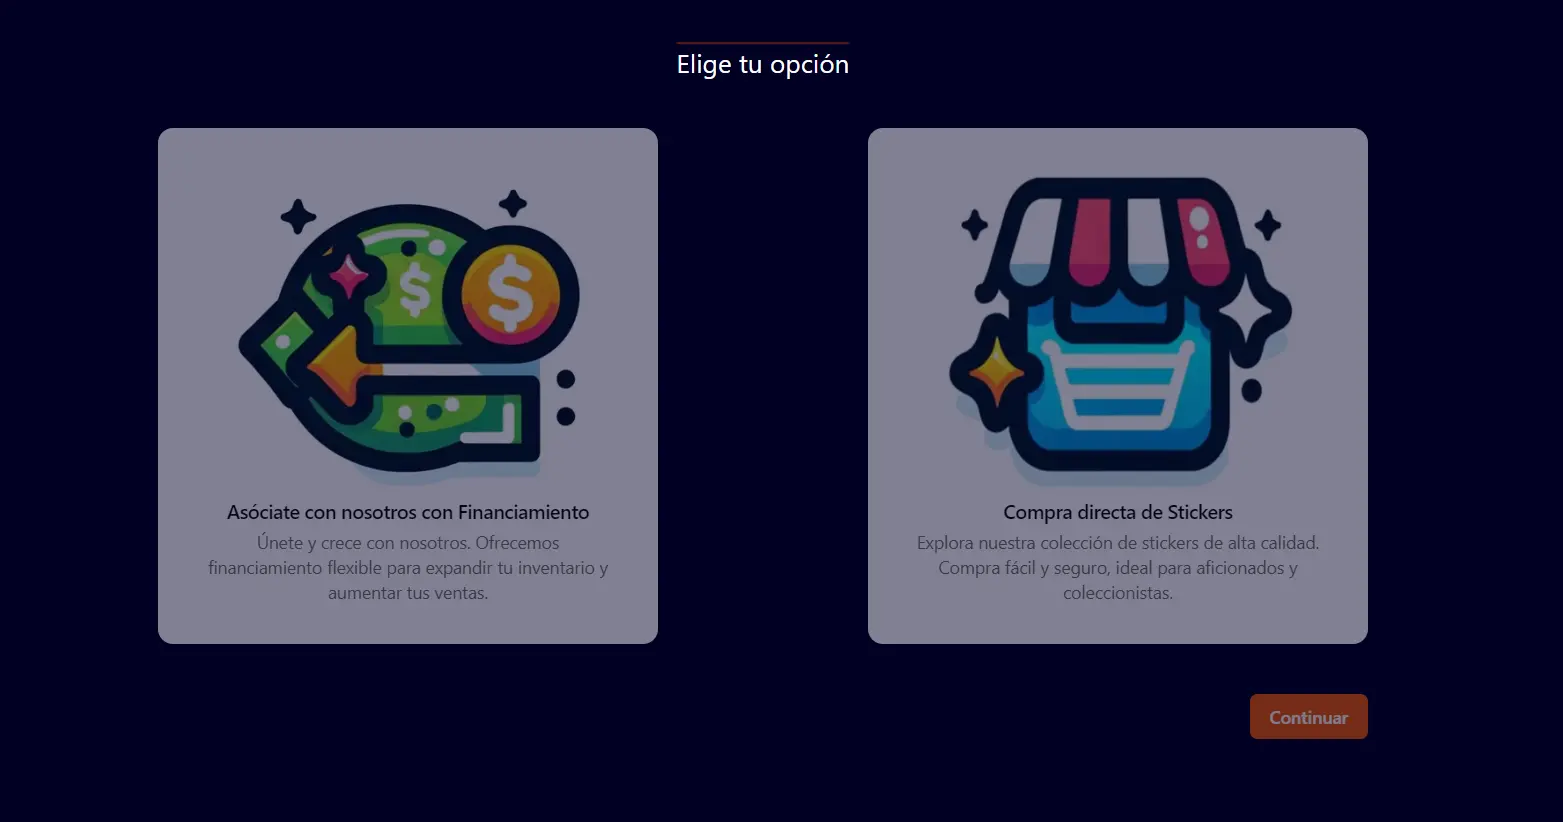 Elige tu opción
Asóciate con nosotros con Financiamiento
Únete y crece con nosotros. Ofrecemos
financiamiento flexible para expandir tu inventario y
aumentar tus ventas.
Compra directa de Stickers
Explora nuestra colección de stickers de alta calidad.
Compra fácil y seguro, ideal para aficionados y
coleccionistas.
Continuar